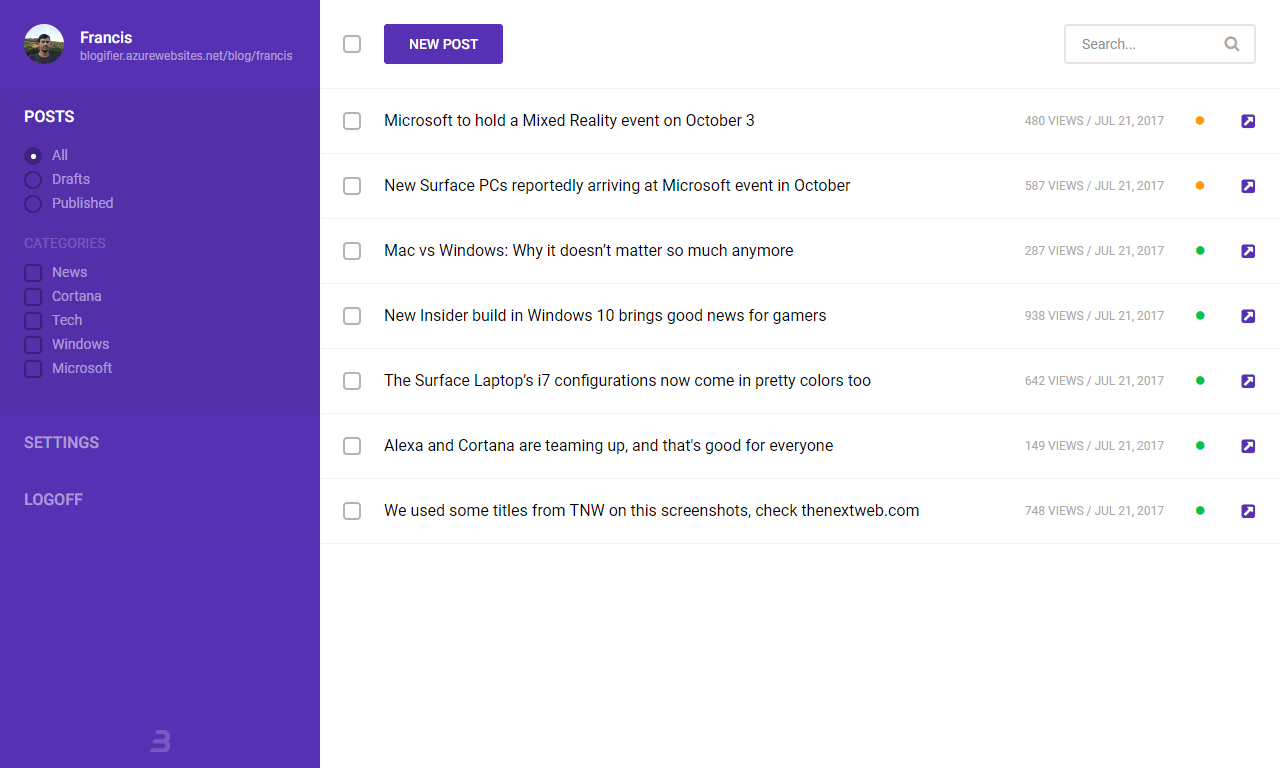 Francis
blogifier.azurewebsites.net/blog/francis
POSTS
All
Drafts
Published
CATEGORIES
News
Cortana
Tech
Windows
Microsoft
SETTINGS
LOGOFF
NEW POST
Search...
Microsoft to hold a Mixed Reality event on October 3
480 VIEWS / JUL 21, 2017
New Surface PCs reportedly arriving at Microsoft event in October
587 VIEWS / JUL 21, 2017
Mac vs Windows: Why it doesn’t matter so much anymore
287 VIEWS / JUL 21, 2017
New Insider build in Windows 10 brings good news for gamers
938 VIEWS / JUL 21, 2017
The Surface Laptop’s i7 configurations now come in pretty colors too
642 VIEWS / JUL 21, 2017
Alexa and Cortana are teaming up, and that's good for everyone
149 VIEWS / JUL 21, 2017
We used some titles from TNW on this screenshots, check thenextweb.com
748 VIEWS / JUL 21, 2017